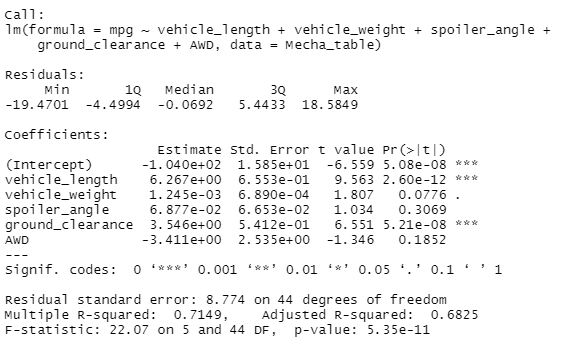 Call:
lm(formula = mpg ~ vehicle_length + vehicle_weight + spoiler_angle +
    ground_clearance + AWD, data = Mecha_table)

Residuals:
     Min       1Q   Median       3Q      Max
-19.4701  -4.4994  -0.0692   5.4433  18.5849

Coefficients:
                   Estimate Std. Error t value Pr(>|t|)
(Intercept)      -1.040e+02  1.585e+01  -6.559 5.08e-08 ***
vehicle_length    6.267e+00  6.553e-01   9.563 2.60e-12 ***
vehicle_weight    1.245e-03  6.890e-04   1.807   0.0776 .
spoiler_angle     6.877e-02  6.653e-02   1.034   0.3069
ground_clearance  3.546e+00  5.412e-01   6.551 5.21e-08 ***
AWD              -3.411e+00  2.535e+00  -1.346   0.1852
---
Signif. codes:  0 ‘***’ 0.001 ‘**’ 0.01 ‘*’ 0.05 ‘.’ 0.1 ‘ ’ 1

Residual standard error: 8.774 on 44 degrees of freedom
Multiple R-squared:  0.7149,    Adjusted R-squared:  0.6825
F-statistic: 22.07 on 5 and 44 DF,  p-value: 5.35e-11